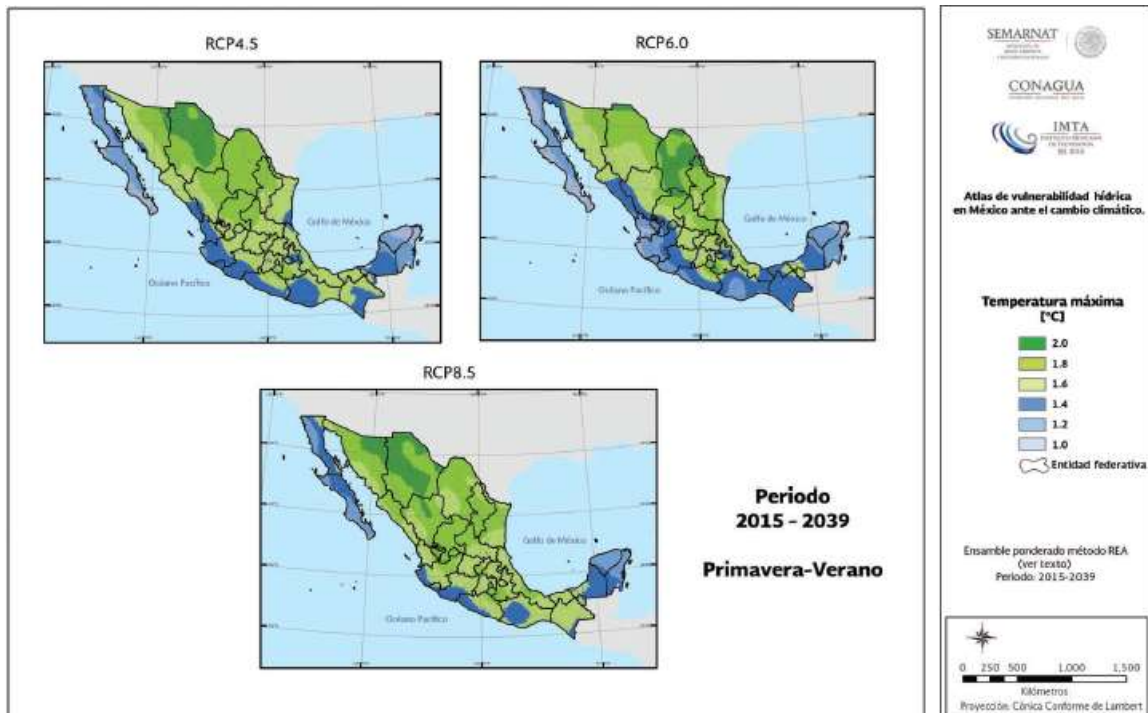 RCP4.5
RCP6.0
Golfo de México
Océano Pacífico
Golfo de México
Océano Pacífico
RCP8.5
Golfo de México
Océano Pacífico
Periodo
2015 - 2039
Primavera-Verano
SEMARNAT
CONAGUA
IMTA
Atlas de vulnerabilidad hídrica
en México ante el cambio climático.
Temperatura máxima
[°C]
2.0
1.8
1.6
1.4
1.2
1.0
Entidad federativa
Ensamble ponderado método REA
(ver texto)
Periodo: 2015-2039
0 250 500 1,000 1,500
Kilómetros
Proyección: Cónica Conforme de Lambert